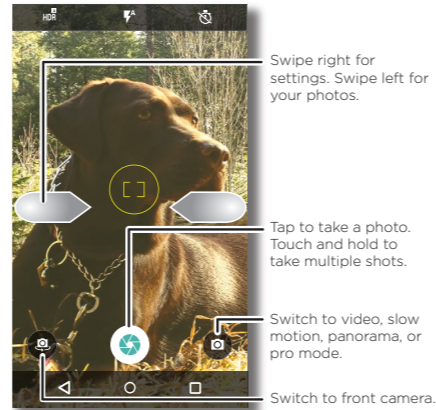 HDR
A
Swipe right for
settings. Swipe left for
your photos.
Tap to take a photo.
Touch and hold to
take multiple shots.
Switch to video, slow
motion, panorama, or
pro mode.
Switch to front camera.